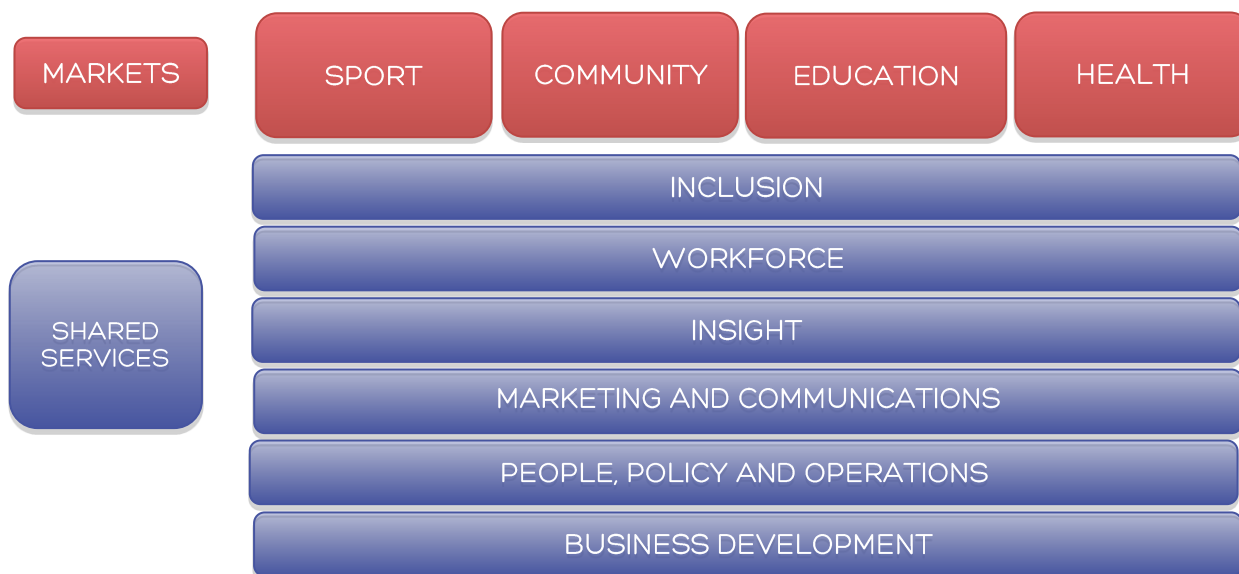 MARKETS
SPORT
COMMUNITY
EDUCATION
HEALTH
SHARED
SERVICES
INCLUSION
WORKFORCE
INSIGHT
MARKETING AND COMMUNICATIONS
PEOPLE, POLICY AND OPERATIONS
BUSINESS DEVELOPMENT